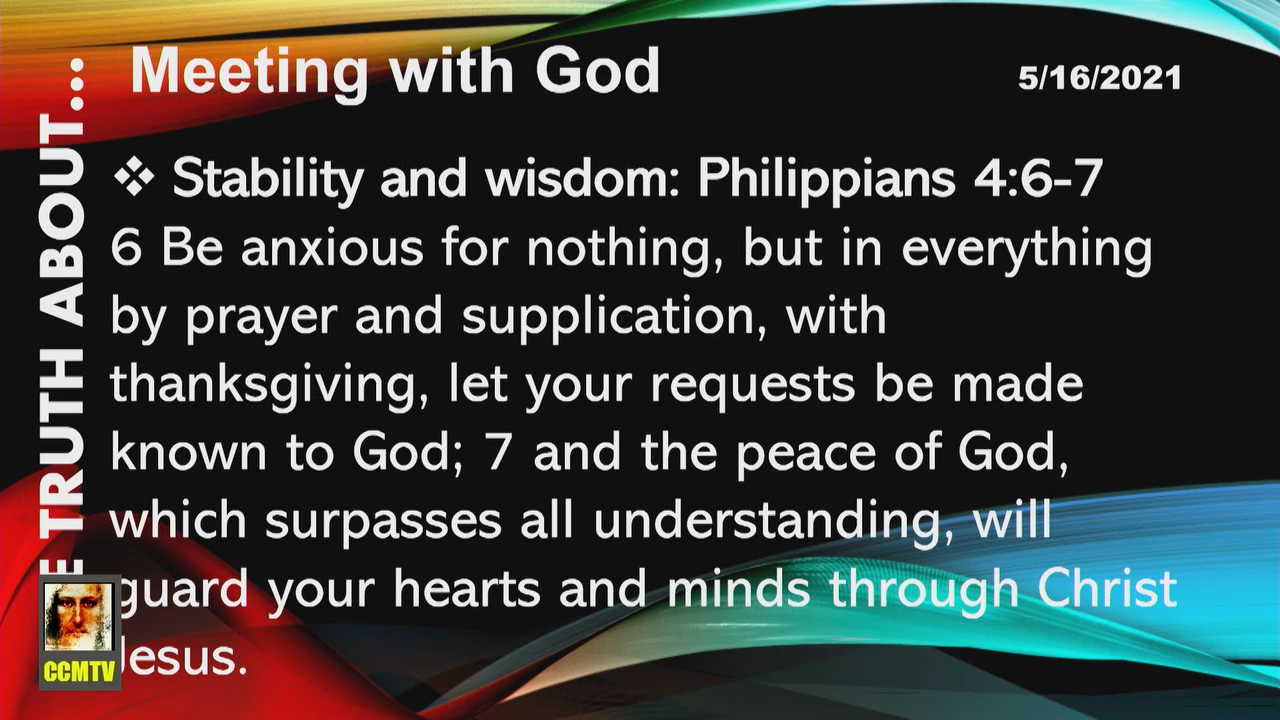 Meeting with God
5/16/2021
E TRUTH ABOUT...
❖ Stability and wisdom: Philippians 4:6-7
6 Be anxious for nothing, but in everything
by prayer and supplication, with
thanksgiving, let your requests be made
known to God; 7 and the peace of God,
which surpasses all understanding, will
guard your hearts and minds through Christ
Jesus.
CCMTV